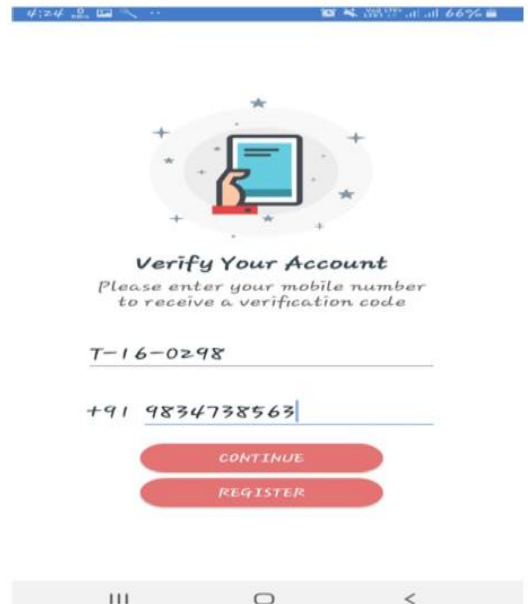 4:24 66%
Verify Your Account
Please enter your mobile number
to receive a verification code
T-16-0298
+91 9834738563
CONTINUE
REGISTER